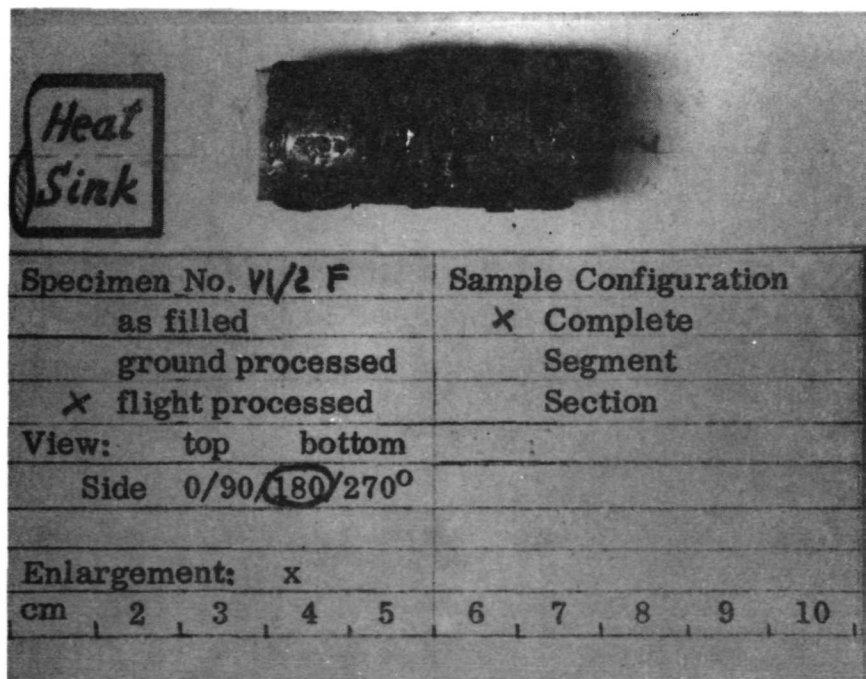 Heat
Sink
Specimen No. VI/2 F
Sample Configuration
as filled
× Complete
ground processed
Segment
× flight processed
Section
View: top bottom
Side 0/90/180/270°
Enlargement: x
cm 2 3 4 5 6 7 8 9 10